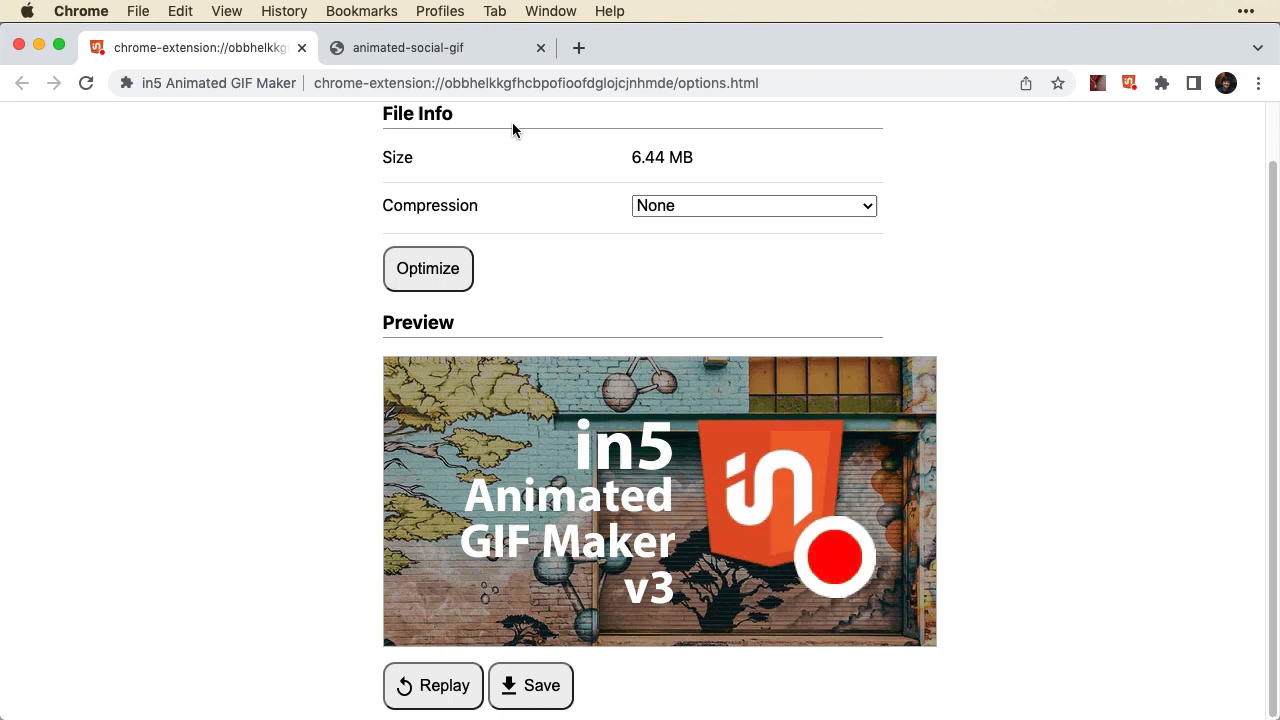 Chrome File Edit View History Bookmarks Profiles Tab Window Help
chrome-extension://obbhelkkg
animated-social-gif
in5 Animated GIF Maker chrome-extension://obbhelkkgfhcbpofioofdglojcjnhmde/options.html
File Info
Size 6.44 MB
Compression None
Optimize
Preview
in5
Animated
GIF Maker
v3
Replay Save